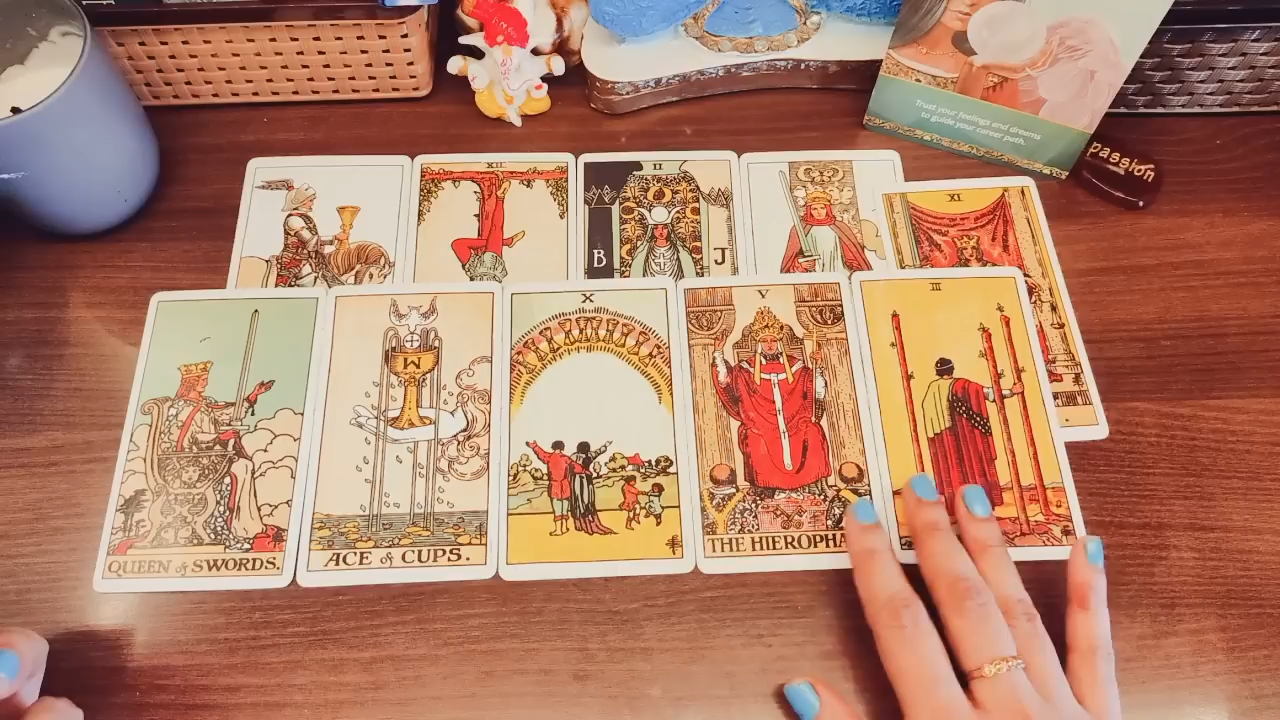 Trust your feelings and dreams
to guide your career path.
passion
XII
II
B J
XI
X
V
III
W
QUEEN of SWORDS.
ACE of CUPS.
THE HIEROPHA